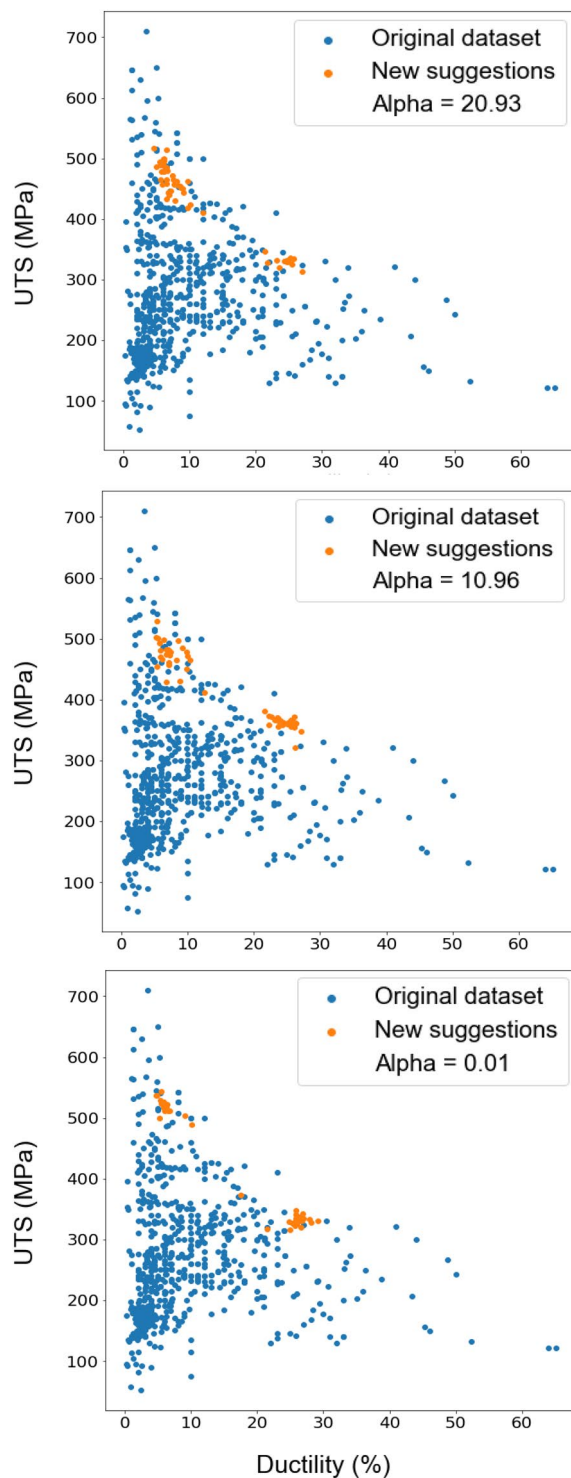 Original dataset
New suggestions
Alpha = 20.93
700
600
500
400
300
200
100
UTS (MPa)
0 10 20 30 40 50 60
Original dataset
New suggestions
Alpha = 10.96
700
600
500
400
300
200
100
UTS (MPa)
0 10 20 30 40 50 60
Original dataset
New suggestions
Alpha = 0.01
700
600
500
400
300
200
100
UTS (MPa)
0 10 20 30 40 50 60
Ductility (%)